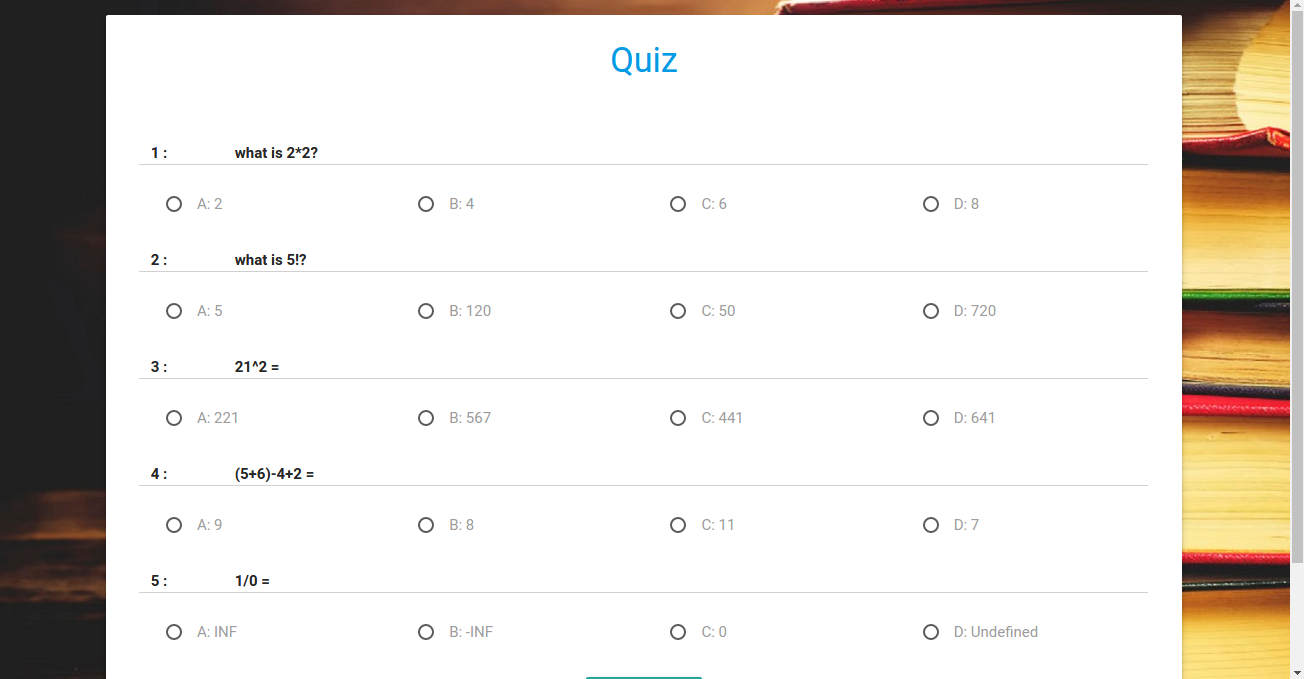 Quiz
1 : what is 2*2?
A: 2 B: 4 C: 6 D: 8
2 : what is 5!?
A: 5 B: 120 C: 50 D: 720
3 : 21^2 =
A: 221 B: 567 C: 441 D: 641
4 : (5+6)-4+2 =
A: 9 B: 8 C: 11 D: 7
5 : 1/0 =
A: INF B: -INF C: 0 D: Undefined